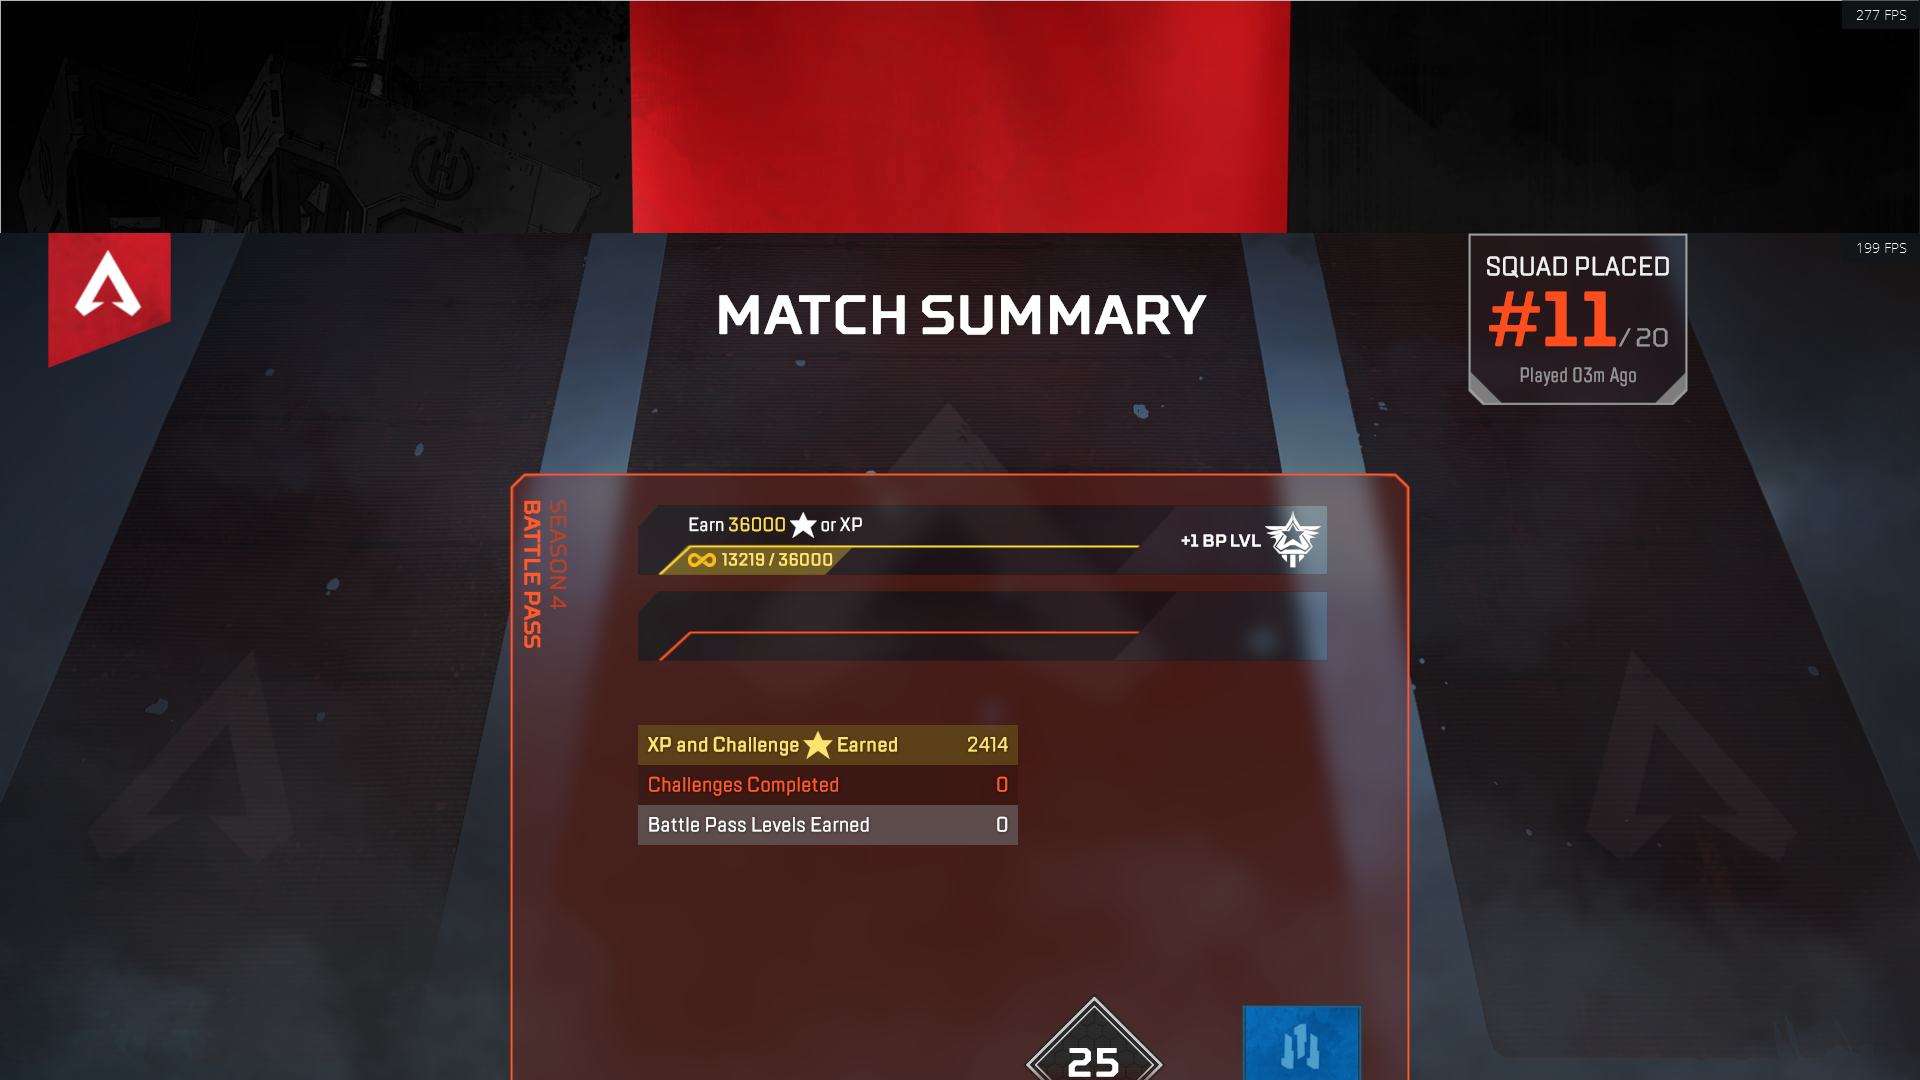 277 FPS
199 FPS
MATCH SUMMARY
SQUAD PLACED
#11/20
Played 03m Ago
SEASON 4
BATTLE PASS
Earn 36000 or XP
13219 / 36000
+1 BP LVL
XP and Challenge Earned 2414
Challenges Completed 0
Battle Pass Levels Earned 0
25